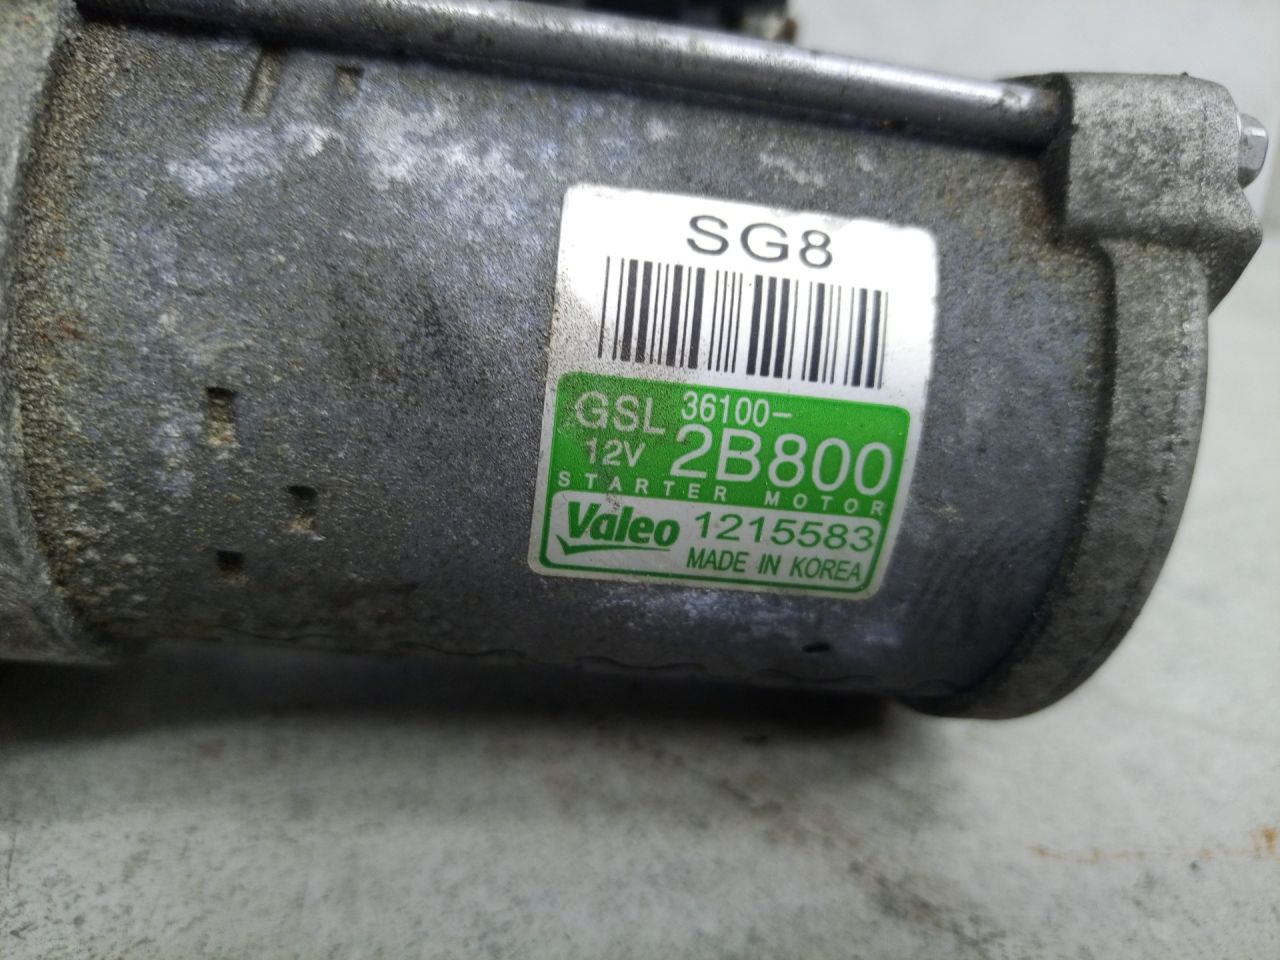 SG8
GSL 36100-
12V 2B800
STARTER MOTOR
Valeo 1215583
MADE IN KOREA